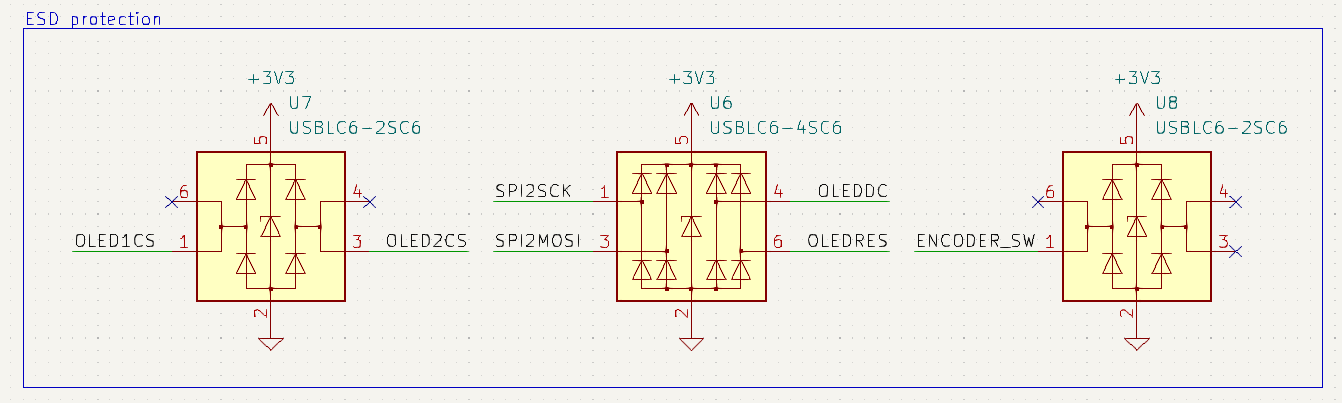 ESD protection
+3V3
U7
USBLC6-2SC6
5
6
4
OLED1CS
1
3
OLED2CS
2
+3V3
U6
USBLC6-4SC6
5
SPI2SCK
1
4
OLEDDC
SPI2MOSI
3
6
OLEDRES
2
+3V3
U8
USBLC6-2SC6
5
6
4
ENCODER_SW
1
3
2